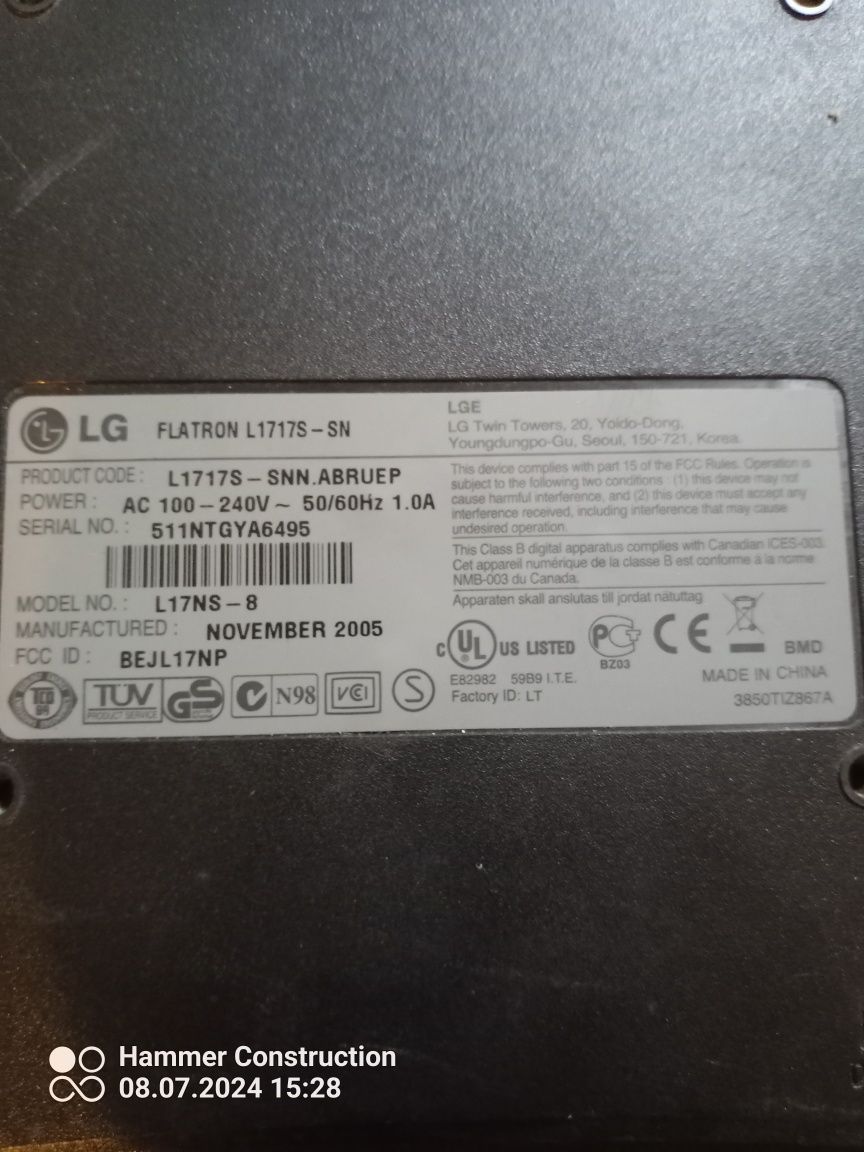 LG FLATRON L1717S-SN
PRODUCT CODE: L1717S-SNN.ABRUEP
POWER: AC 100-240V~ 50/60Hz 1.0A
SERIAL NO.: 511NTGYA6495
MODEL NO.: L17NS-8
MANUFACTURED: NOVEMBER 2005
FCC ID: BEJL17NP
TCO
TÜV
PRODUCT SERVICE
GS
N98
VCI
S
LGE
LG Twin Towers, 20, Yoido-Dong,
Youngdungpo-Gu, Seoul, 150-721, Korea.
This device complies with part 15 of the FCC Rules. Operation is
subject to the following two conditions : (1) this device may not
cause harmful interference, and (2) this device must accept any
interference received, including interference that may cause
undesired operation.
This Class B digital apparatus complies with Canadian ICES-003.
Cet appareil numérique de la classe B est conforme à la norme
NMB-003 du Canada.
Apparaten skall anslutas till jordat nätuttag
c UL US LISTED
E82982 59B9 I.T.E.
Factory ID: LT
BZ03
CE
BMD
MADE IN CHINA
3850TIZ867A
Hammer Construction
08.07.2024 15:28